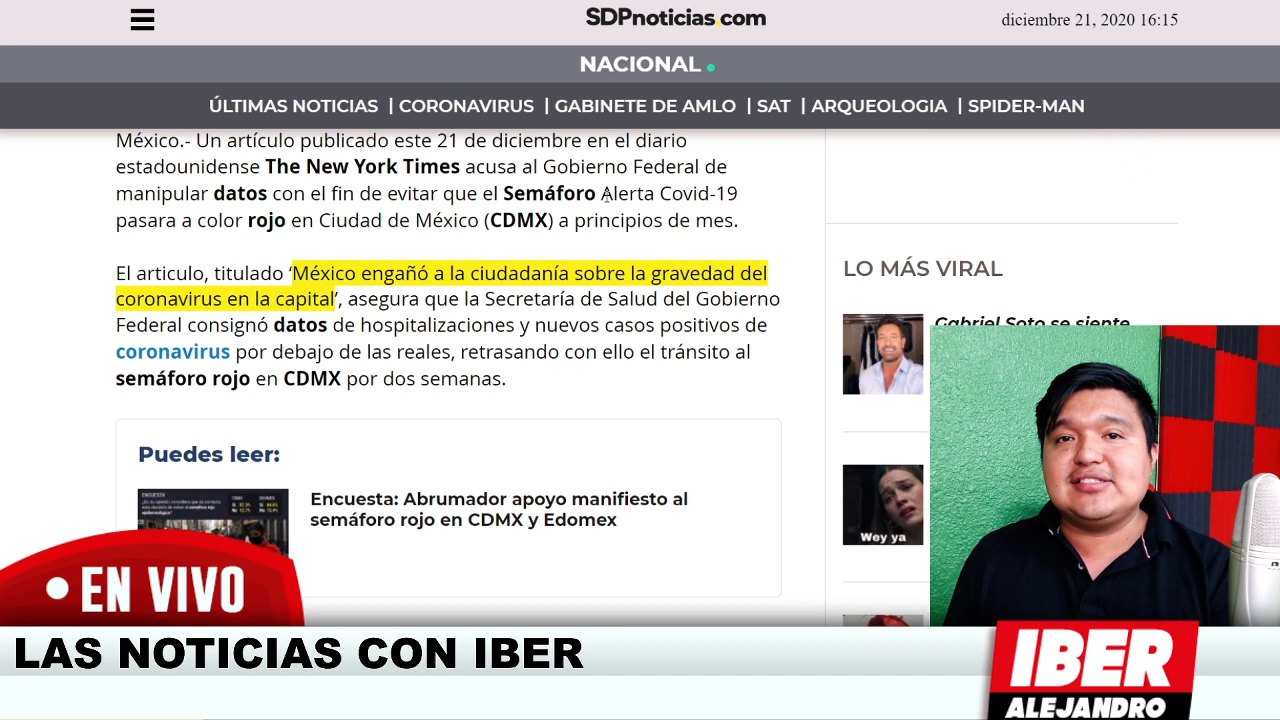 SDPnoticias.com
diciembre 21, 2020 16:15
NACIONAL
ÚLTIMAS NOTICIAS | CORONAVIRUS | GABINETE DE AMLO | SAT | ARQUEOLOGIA | SPIDER-MAN
México.- Un artículo publicado este 21 de diciembre en el diario
estadounidense The New York Times acusa al Gobierno Federal de
manipular datos con el fin de evitar que el Semáforo Alerta Covid-19
pasara a color rojo en Ciudad de México (CDMX) a principios de mes.
El articulo, titulado ‘México engañó a la ciudadanía sobre la gravedad del
coronavirus en la capital’, asegura que la Secretaría de Salud del Gobierno
Federal consignó datos de hospitalizaciones y nuevos casos positivos de
coronavirus por debajo de las reales, retrasando con ello el tránsito al
semáforo rojo en CDMX por dos semanas.
Puedes leer:
ENCUESTA
Encuesta: Abrumador apoyo manifiesto al
semáforo rojo en CDMX y Edomex
LO MÁS VIRAL
Gabriel Soto se siente
Wey ya
• EN VIVO
LAS NOTICIAS CON IBER
IBER
ALEJANDRO